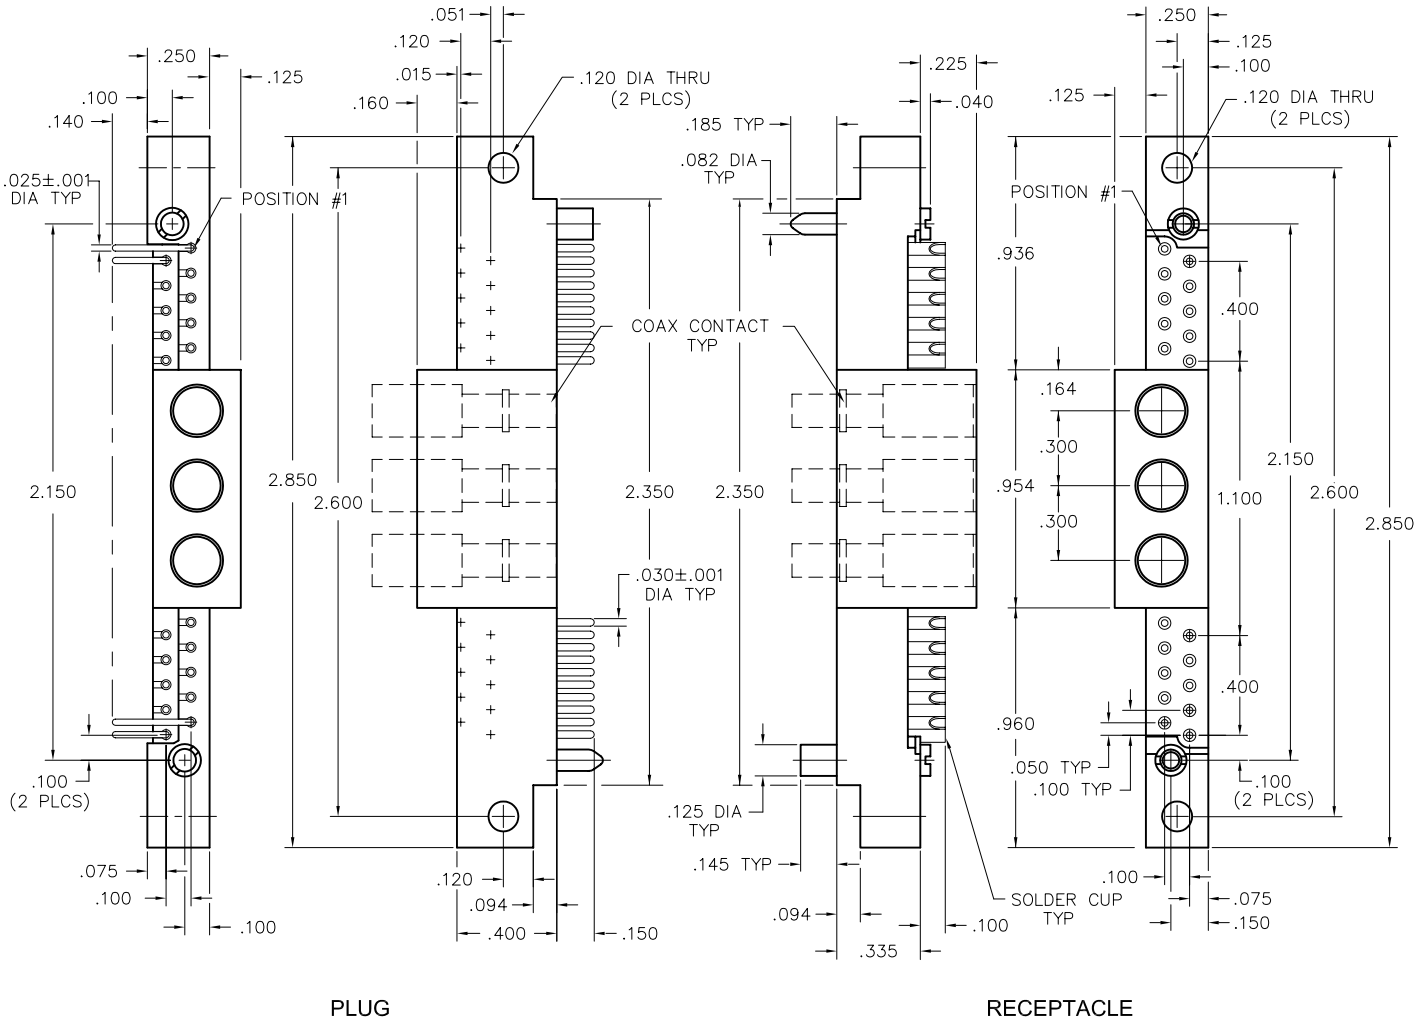 .051
.250
.120
.015
.160
.125
.100
.140
.120 DIA THRU
(2 PLCS)
.025±.001
DIA TYP
POSITION #1
.225
.040
.185 TYP
.082 DIA
TYP
.250
.125
.100
.125
.120 DIA THRU
(2 PLCS)
POSITION #1
.936
.400
COAX CONTACT
TYP
.164
.300
2.150
2.850
2.600
2.350
2.350
.954
.300
1.100
2.150
2.600
2.850
.030±.001
DIA TYP
.400
.960
.050 TYP
.100 TYP
.100
(2 PLCS)
.100
(2 PLCS)
.125 DIA
TYP
.145 TYP
.075
.100
.100
.120
.094
.400
.150
.094
.335
.100
SOLDER CUP
TYP
.100
.075
.150
PLUG
RECEPTACLE